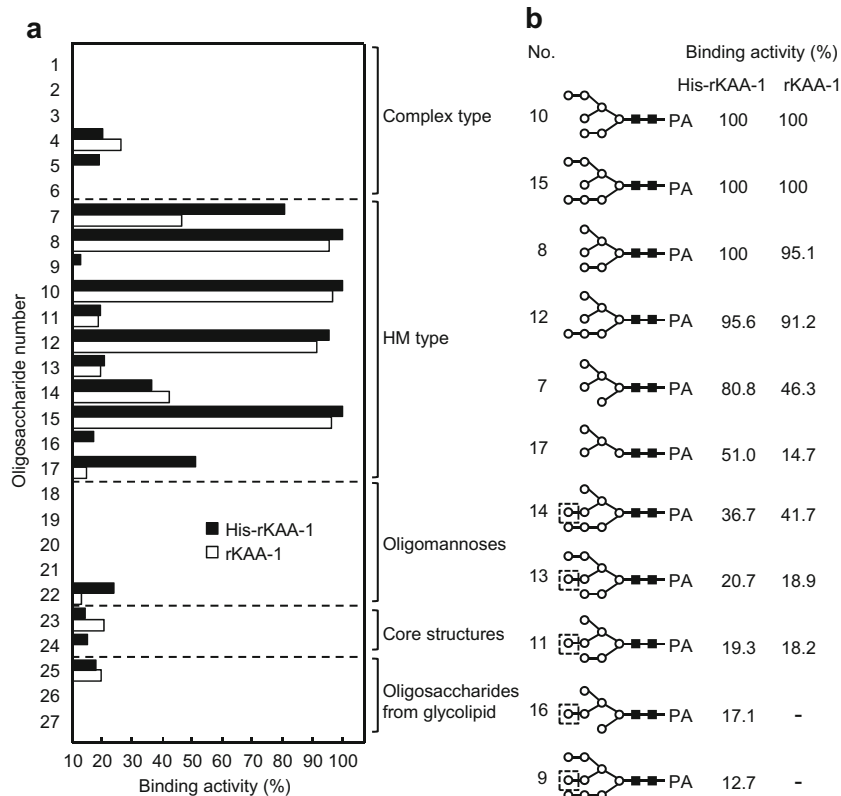 a
Oligosaccharide number
1
2
3
4
5
6
7
8
9
10
11
12
13
14
15
16
17
18
19
20
21
22
23
24
25
26
27
Complex type
HM type
Oligomannoses
Core structures
Oligosaccharides
from glycolipid
His-rKAA-1
rKAA-1
10 20 30 40 50 60 70 80 90 100
Binding activity (%)
b
No. Binding activity (%)
His-rKAA-1 rKAA-1
10 PA 100 100
15 PA 100 100
8 PA 100 95.1
12 PA 95.6 91.2
7 PA 80.8 46.3
17 PA 51.0 14.7
14 PA 36.7 41.7
13 PA 20.7 18.9
11 PA 19.3 18.2
16 PA 17.1 -
9 PA 12.7 -